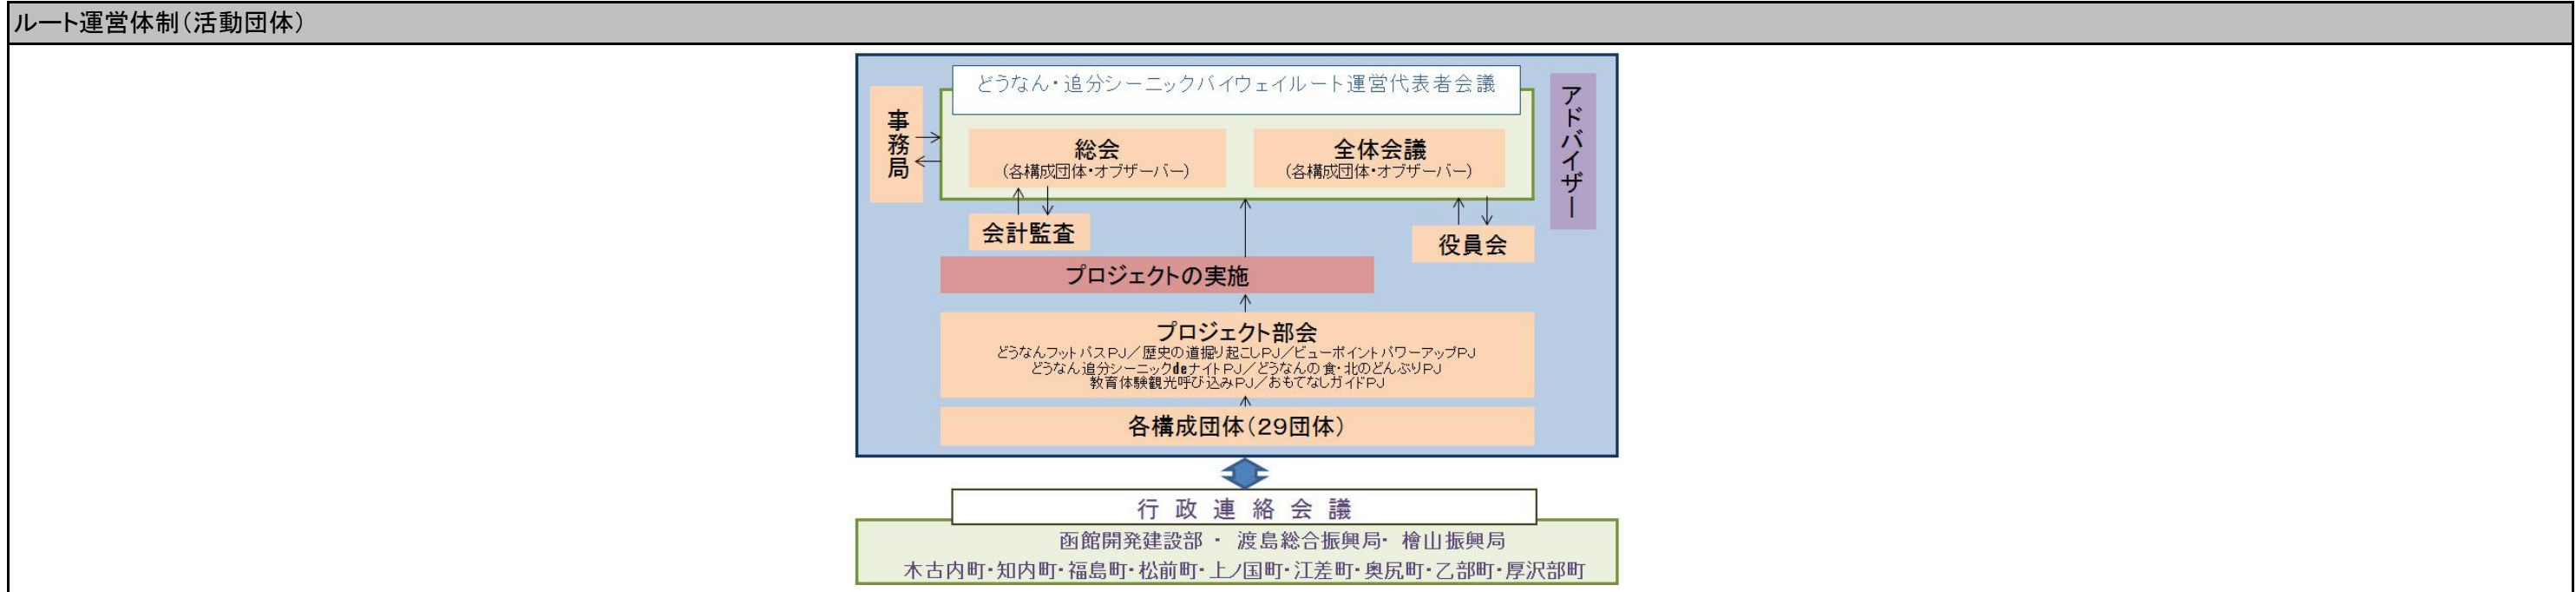 ルート運営体制（活動団体）
どうなん・追分シーニックバイウェイルート運営代表者会議
事務局
アドバイザー
総会
（各構成団体・オブザーバー）
全体会議
（各構成団体・オブザーバー）
会計監査
役員会
プロジェクトの実施
プロジェクト部会
どうなんフットパスPJ／歴史の道掘り起こしPJ／ビューポイントパワーアップPJ
どうなん追分シーニックdeナイトPJ／どうなんの食・北のどんぶりPJ
教育体験観光呼び込みPJ／おもてなしガイドPJ
各構成団体（29団体）
行政連絡会議
函館開発建設部 ・ 渡島総合振興局・ 檜山振興局
木古内町・知内町・福島町・松前町・上ノ国町・江差町・奥尻町・乙部町・厚沢部町